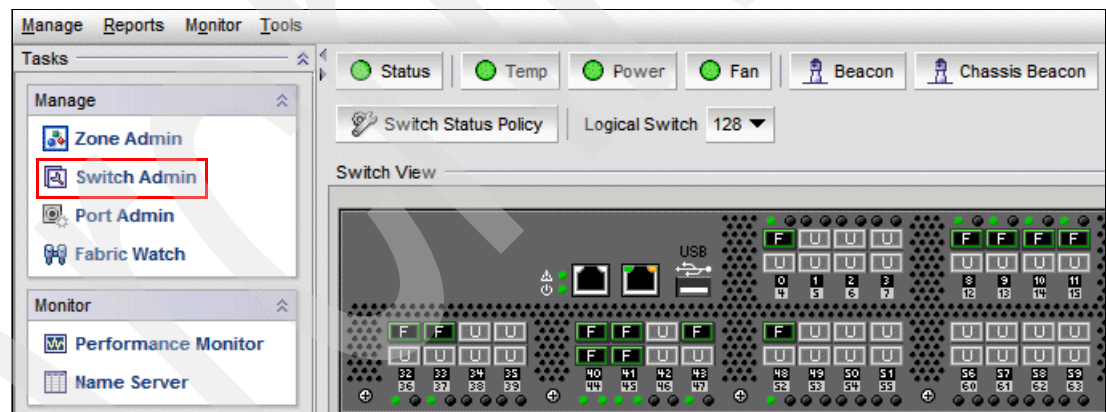 Manage Reports Monitor Tools
Tasks
Status Temp Power Fan Beacon Chassis Beacon
Manage
Switch Status Policy Logical Switch 128
Zone Admin
Switch Admin
Switch View
Port Admin
Fabric Watch
USB
F U U U F F F F
U U U U U U U U
0 1 2 3 8 9 10 11
4 5 6 7 12 13 14 15
Monitor
F F U U F F U F F U U U U U U U
U U U U F F U U U U U U U U U U
Performance Monitor
32 33 34 35 40 41 42 43 48 49 50 51 56 57 58 59
36 37 38 39 44 45 46 47 52 53 54 55 60 61 62 63
Name Server